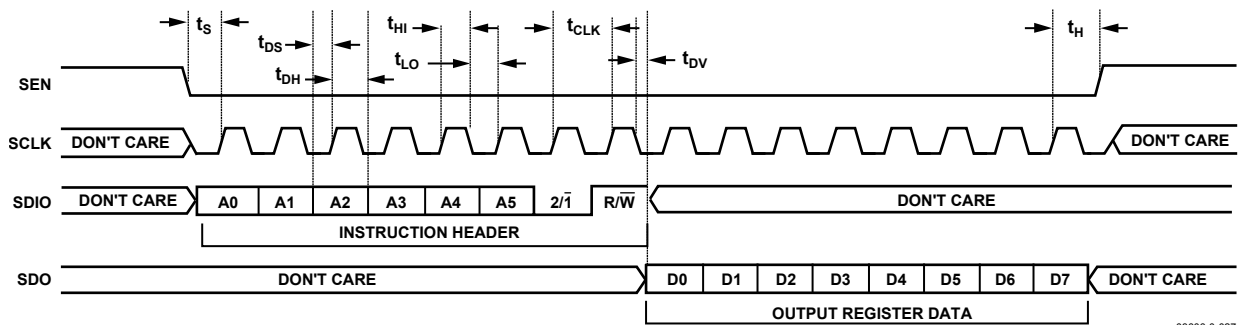 tS
tDS
tDH
tHI
tLO
tCLK
tDV
tH
SEN
SCLK DON'T CARE DON'T CARE
SDIO DON'T CARE A0 A1 A2 A3 A4 A5 2/1̅ R/W̅ DON'T CARE
INSTRUCTION HEADER
SDO DON'T CARE D0 D1 D2 D3 D4 D5 D6 D7 DON'T CARE
OUTPUT REGISTER DATA